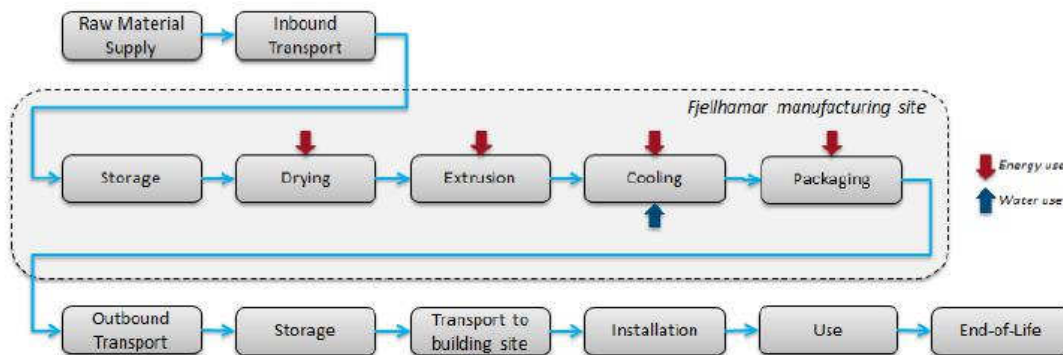 Raw Material
Supply
Inbound
Transport
Fjellhamar manufacturing site
Storage
Drying
Extrusion
Cooling
Packaging
Energy use
Water use
Outbound
Transport
Storage
Transport to
building site
Installation
Use
End-of-Life